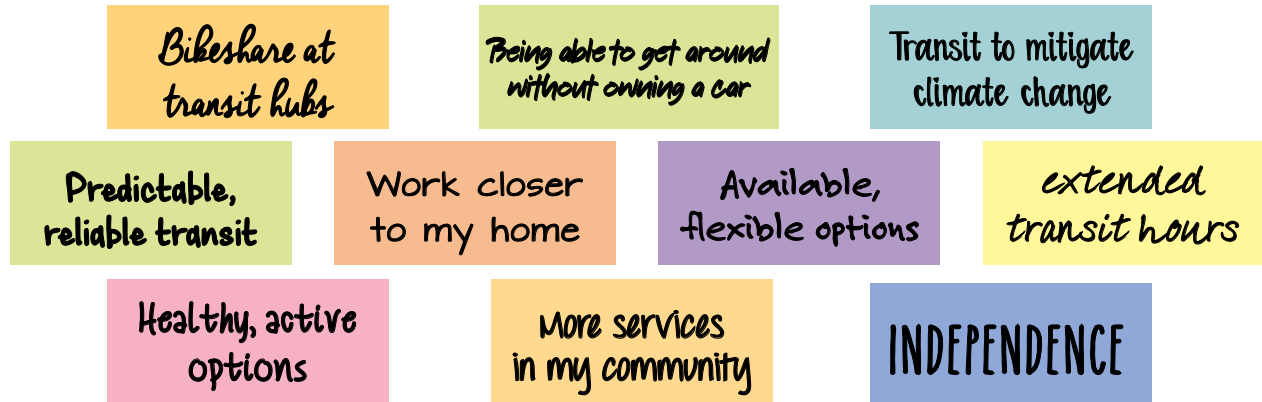 Bikeshare at
transit hubs
Being able to get around
without owning a car
Transit to mitigate
climate change
Predictable,
reliable transit
Work closer
to my home
Available,
flexible options
extended
transit hours
Healthy, active
options
More services
in my community
INDEPENDENCE